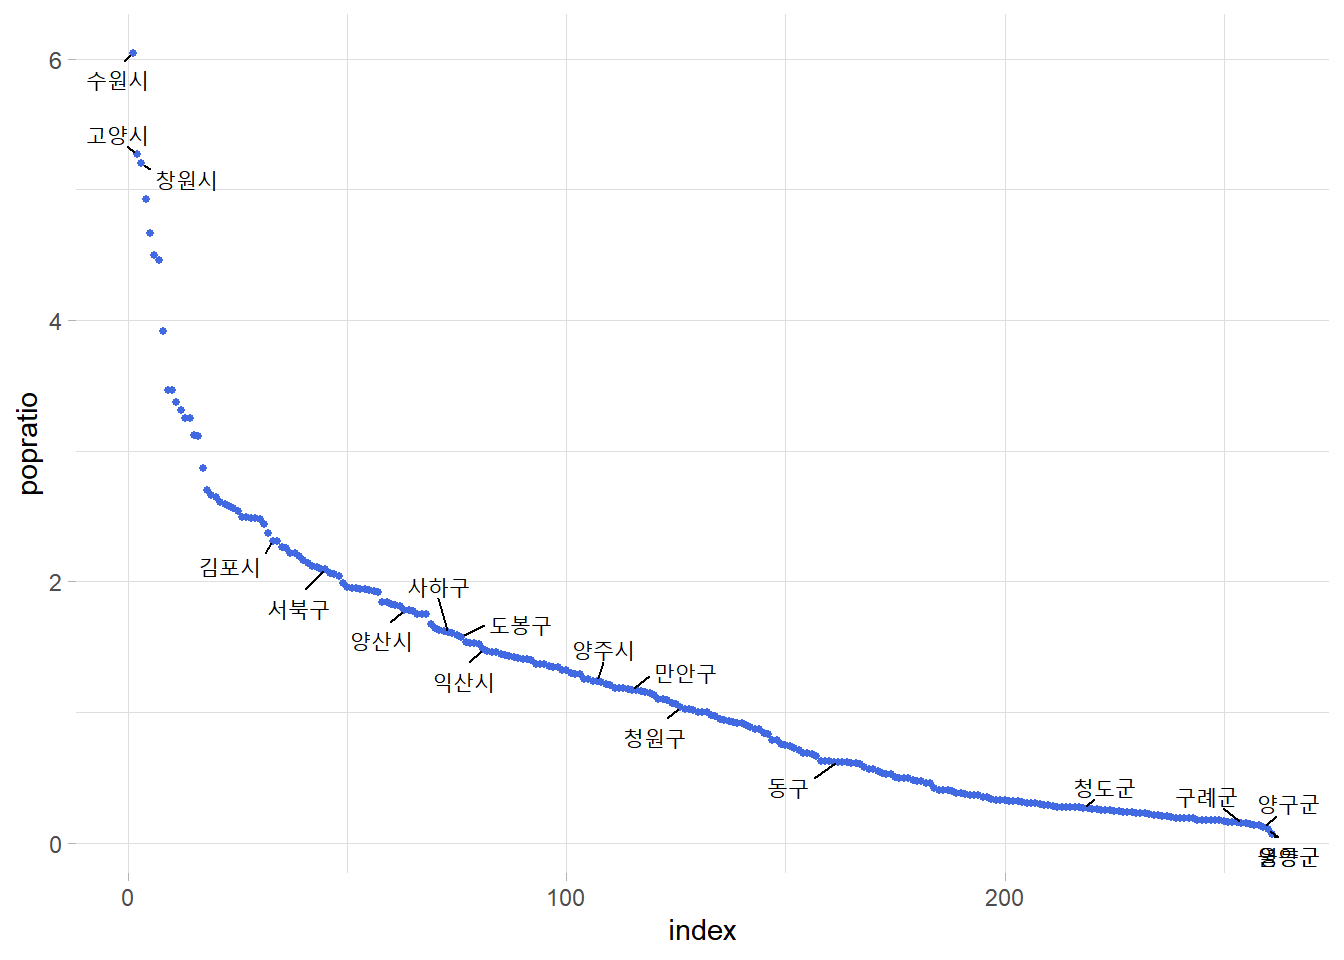 6
수원시
고양시
창원시
4
popratio
김포시
서북구
2
사하구
도봉구
양산시
양주시
익산시
만안구
청원구
동구
청도군
구례군
양구군
0
0
100
200
index